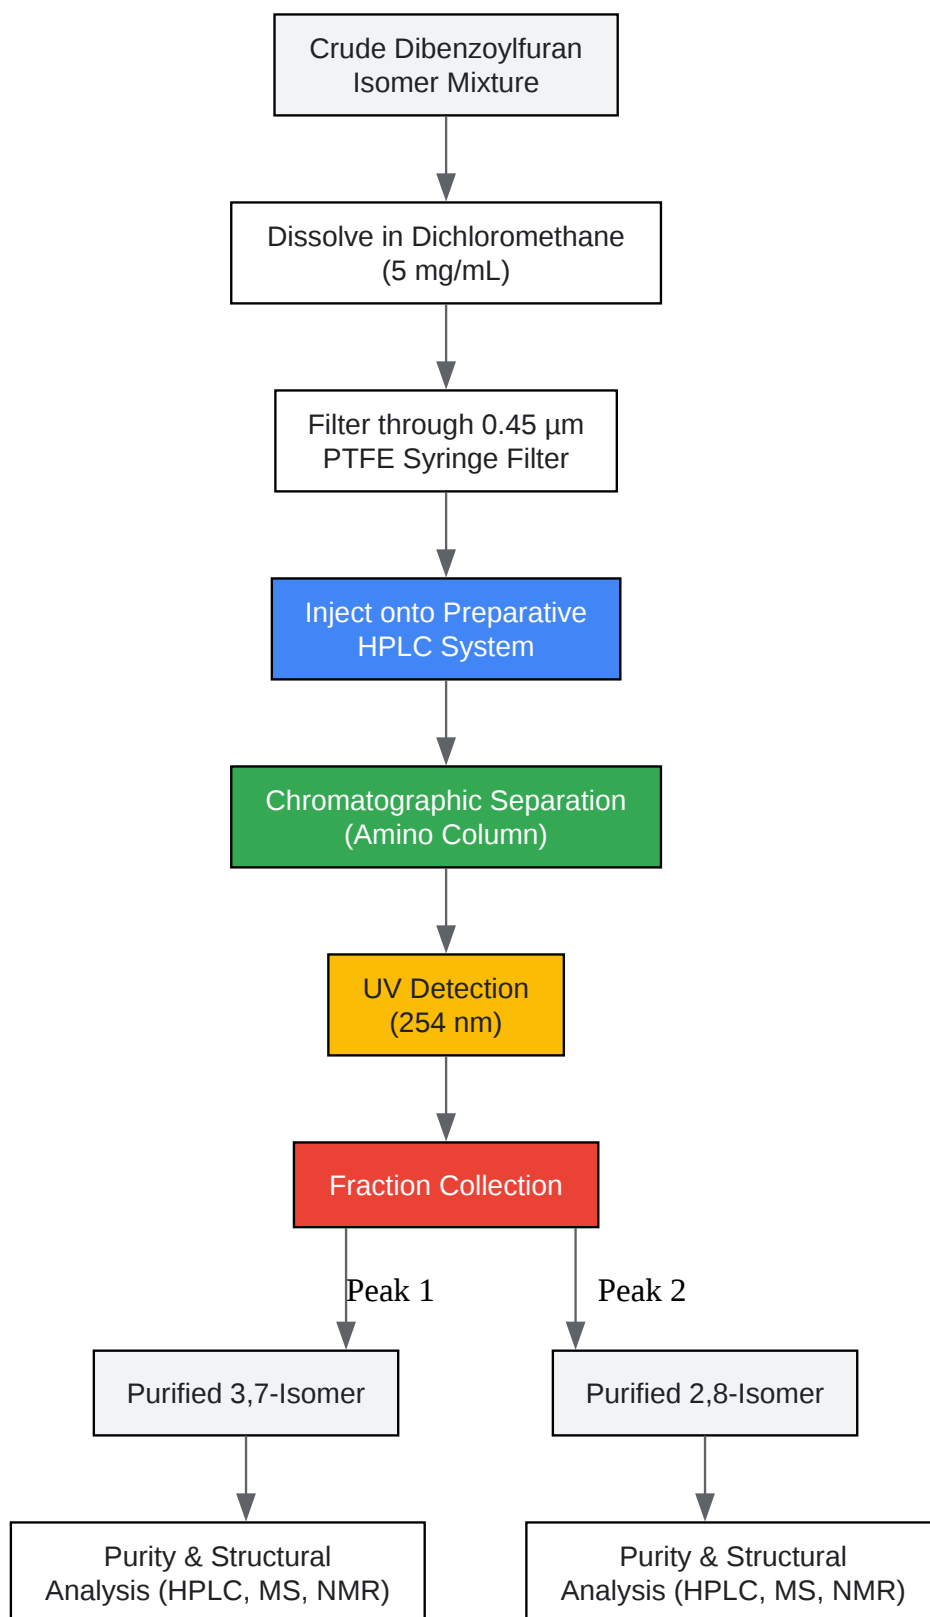 Crude Dibenzoylfuran
Isomer Mixture
Dissolve in Dichloromethane
(5 mg/mL)
Filter through 0.45 µm
PTFE Syringe Filter
Inject onto Preparative
HPLC System
Chromatographic Separation
(Amino Column)
UV Detection
(254 nm)
Fraction Collection
Peak 1
Peak 2
Purified 3,7-Isomer
Purified 2,8-Isomer
Purity & Structural
Analysis (HPLC, MS, NMR)
Purity & Structural
Analysis (HPLC, MS, NMR)